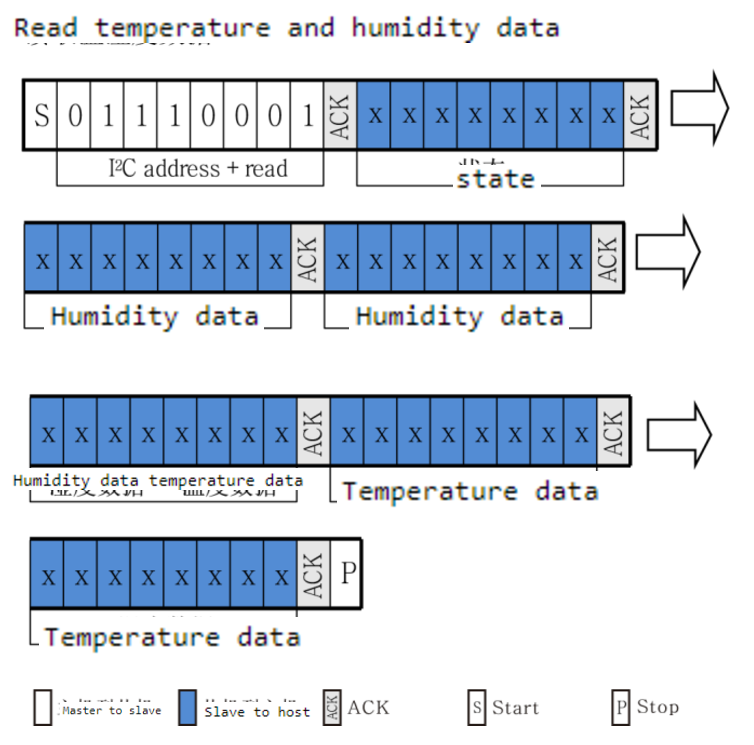 Read temperature and humidity data
S 0 1 1 1 0 0 0 1 ACK x x x x x x x x ACK
I²C address + read
state
x x x x x x x x ACK x x x x x x x x ACK
Humidity data Humidity data
x x x x x x x x ACK x x x x x x x x ACK
Humidity data temperature data
Temperature data
x x x x x x x x ACK P
Temperature data
Master to slave Slave to host ACK ACK S Start P Stop